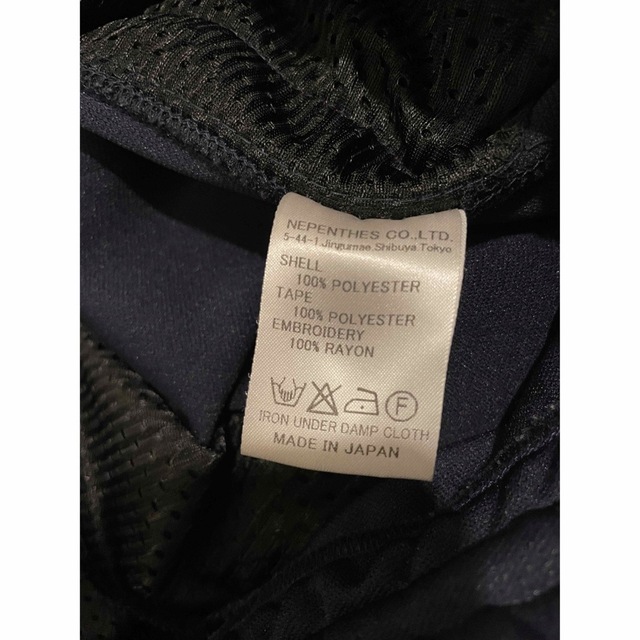 NEPENTHES CO.,LTD.
5-44-1 Jingumae Shibuya Tokyo
SHELL
100% POLYESTER
TAPE
100% POLYESTER
EMBROIDERY
100% RAYON
F
IRON UNDER DAMP CLOTH
MADE IN JAPAN